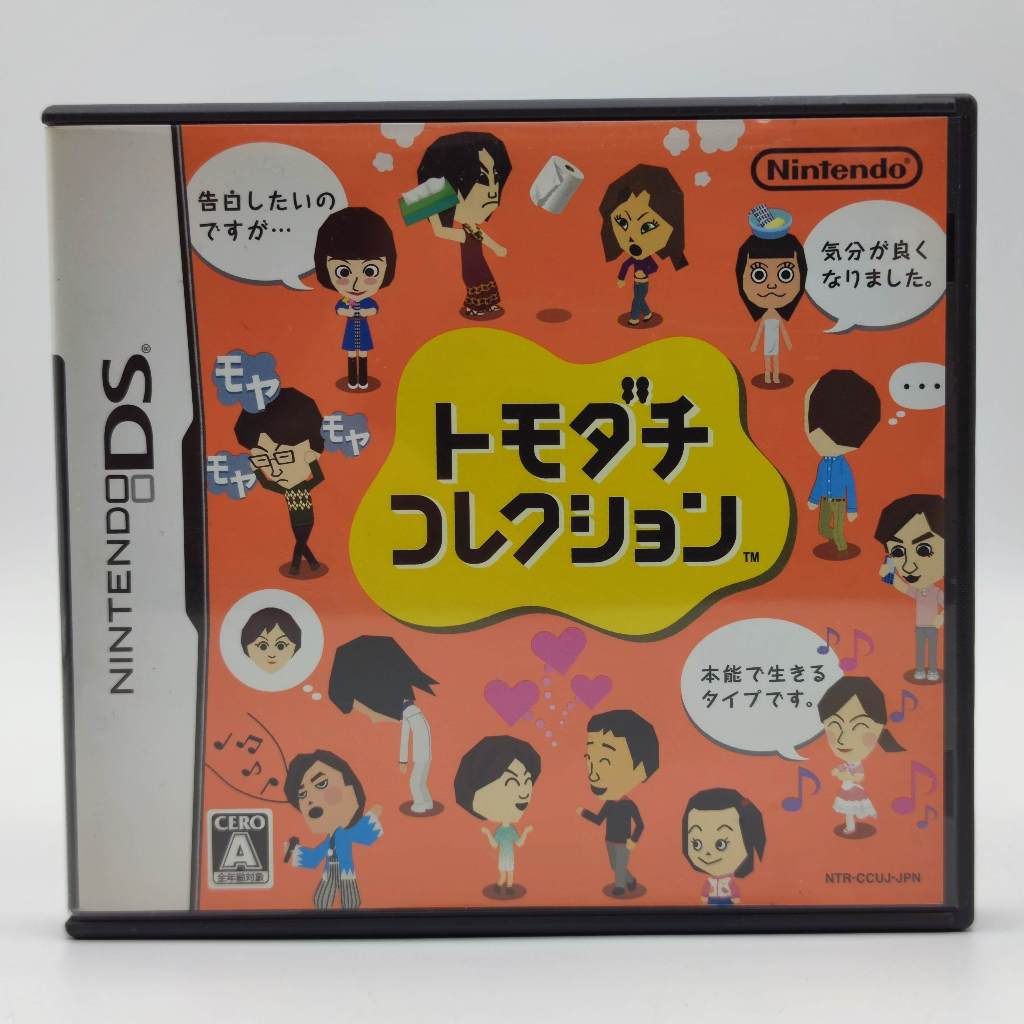 NINTENDO DS®
Nintendo®
告白したいの
ですが…
気分が良く
なりました。
モヤ
モヤ
モヤ
…
トモダチ
コレクション™
本能で生きる
タイプです。
CERO
A
全年齢対象
NTR-CCUJ-JPN